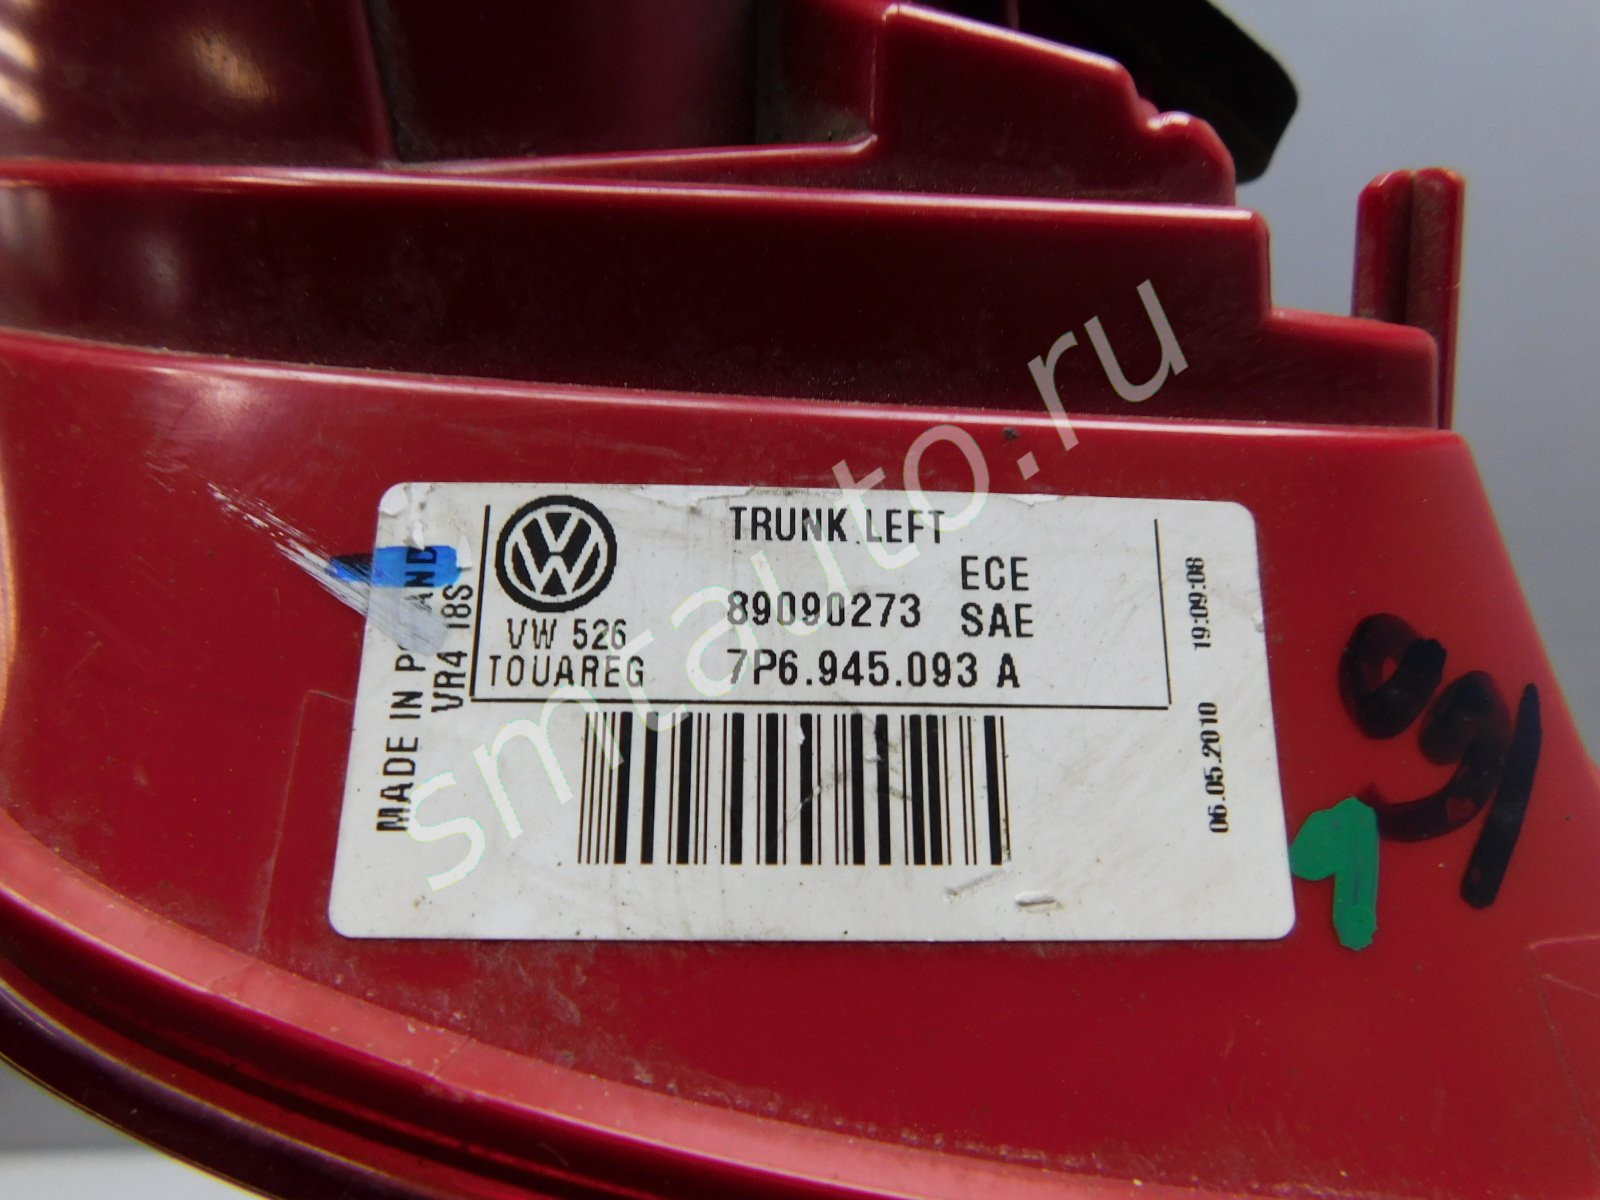 TRUNK LEFT
ECE
89090273 SAE
VW 526
TOUAREG
7P6.945.093 A
MADE IN
VR4 18S
06.05.2010 19:09:08
smtauto.ru